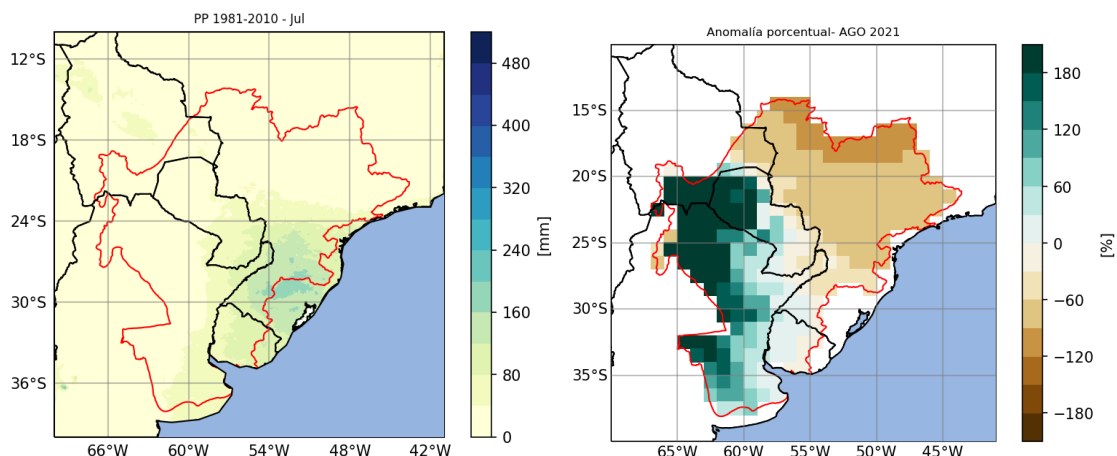 PP 1981-2010 - Jul
12°S
18°S
24°S
30°S
36°S
66°W 60°W 54°W 48°W 42°W
480
400
320
240
160
80
0
[mm]
Anomalía porcentual- AGO 2021
15°S
20°S
25°S
30°S
35°S
65°W 60°W 55°W 50°W 45°W
180
120
60
0
−60
−120
−180
[%]